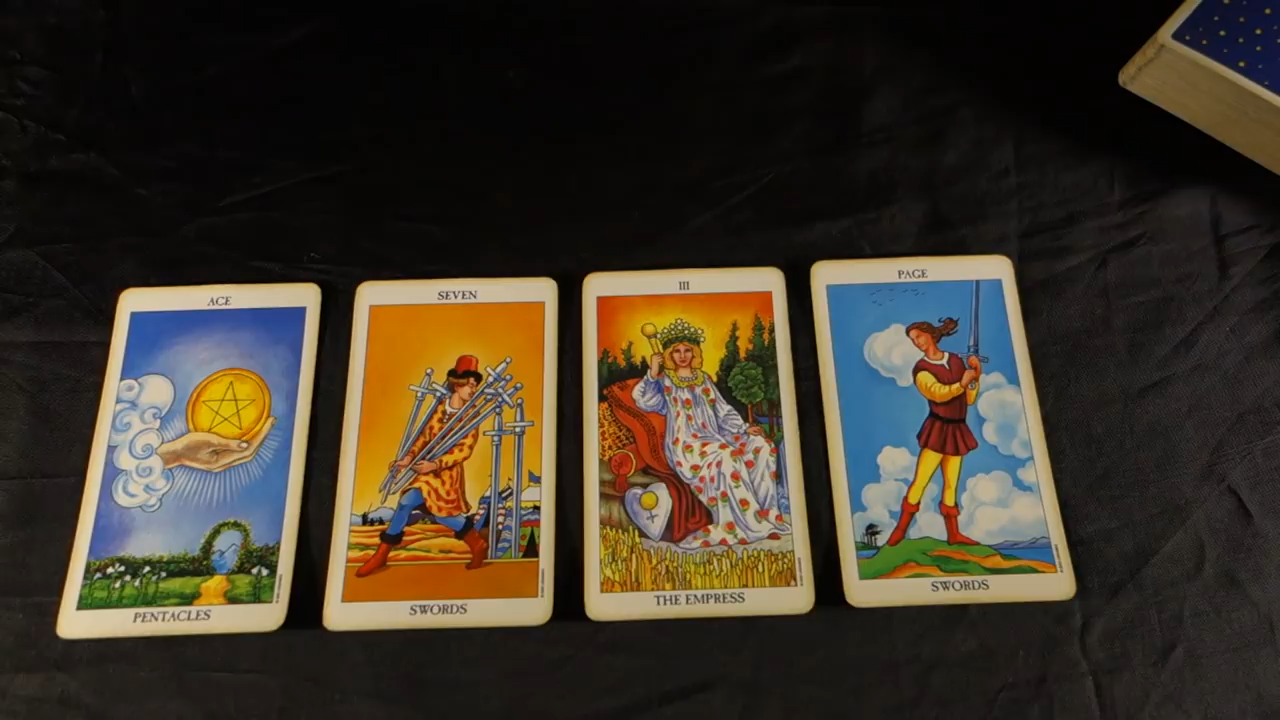 ACE
PENTACLES
SEVEN
SWORDS
III
THE EMPRESS
PAGE
SWORDS